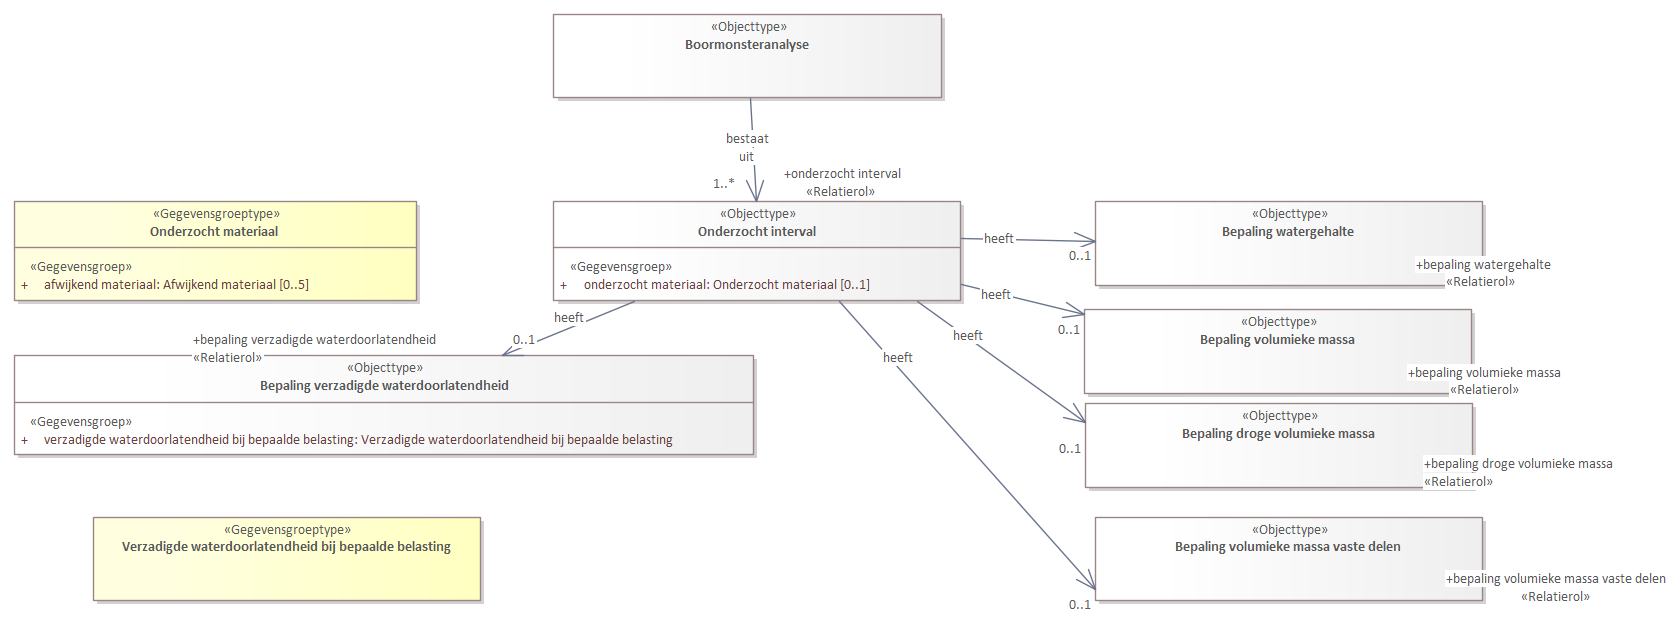 «Objecttype»
Boormonsteranalyse
bestaat
uit
1..*
+onderzocht interval
«Relatierol»
«Gegevensgroeptype»
Onderzocht materiaal
«Gegevensgroep»
+ afwijkend materiaal: Afwijkend materiaal [0..5]
«Objecttype»
Onderzocht interval
«Gegevensgroep»
+ onderzocht materiaal: Onderzocht materiaal [0..1]
heeft
0..1
«Objecttype»
Bepaling watergehalte
+bepaling watergehalte
«Relatierol»
heeft
0..1
«Objecttype»
Bepaling volumieke massa
+bepaling volumieke massa
«Relatierol»
heeft
0..1
+bepaling verzadigde waterdoorlatendheid
«Relatierol»
«Objecttype»
Bepaling verzadigde waterdoorlatendheid
«Gegevensgroep»
+ verzadigde waterdoorlatendheid bij bepaalde belasting: Verzadigde waterdoorlatendheid bij bepaalde belasting
heeft
0..1
«Objecttype»
Bepaling droge volumieke massa
+bepaling droge volumieke massa
«Relatierol»
heeft
0..1
«Objecttype»
Bepaling volumieke massa vaste delen
+bepaling volumieke massa vaste delen
«Relatierol»
«Gegevensgroeptype»
Verzadigde waterdoorlatendheid bij bepaalde belasting